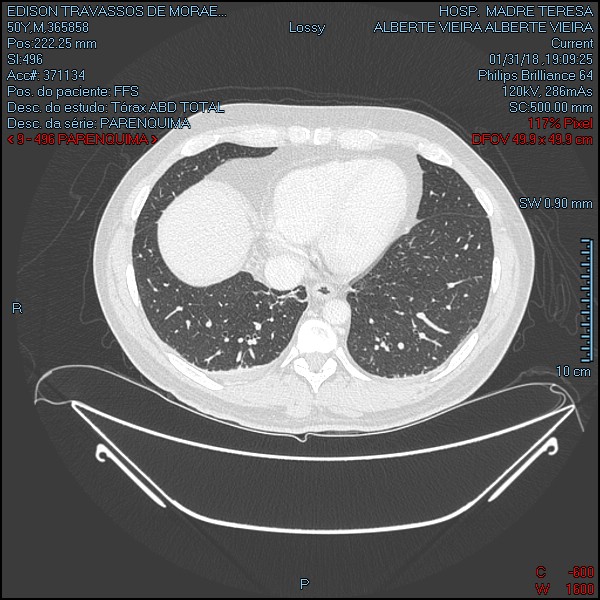 EDISON TRAVASSOS DE MORAE...
50Y,M,365858
Pos:222.25 mm
SI:496
Acc#: 371134
Pos. do paciente: FFS
Desc. do estudo: Tórax ABD TOTAL
Desc. da série: PARENQUIMA
< 9 - 496 PARENQUIMA >
Lossy
HOSP. MADRE TERESA
ALBERTE VIEIRA ALBERTE VIEIRA
Current
01/31/18 ,19:09:25
Philips Brilliance 64
120kV, 286mAs
SC:500.00 mm
117% Pixel
DFOV 49.9 x 49.9 cm
SW 0.90 mm
R
10 cm
P
C -600
W 1600